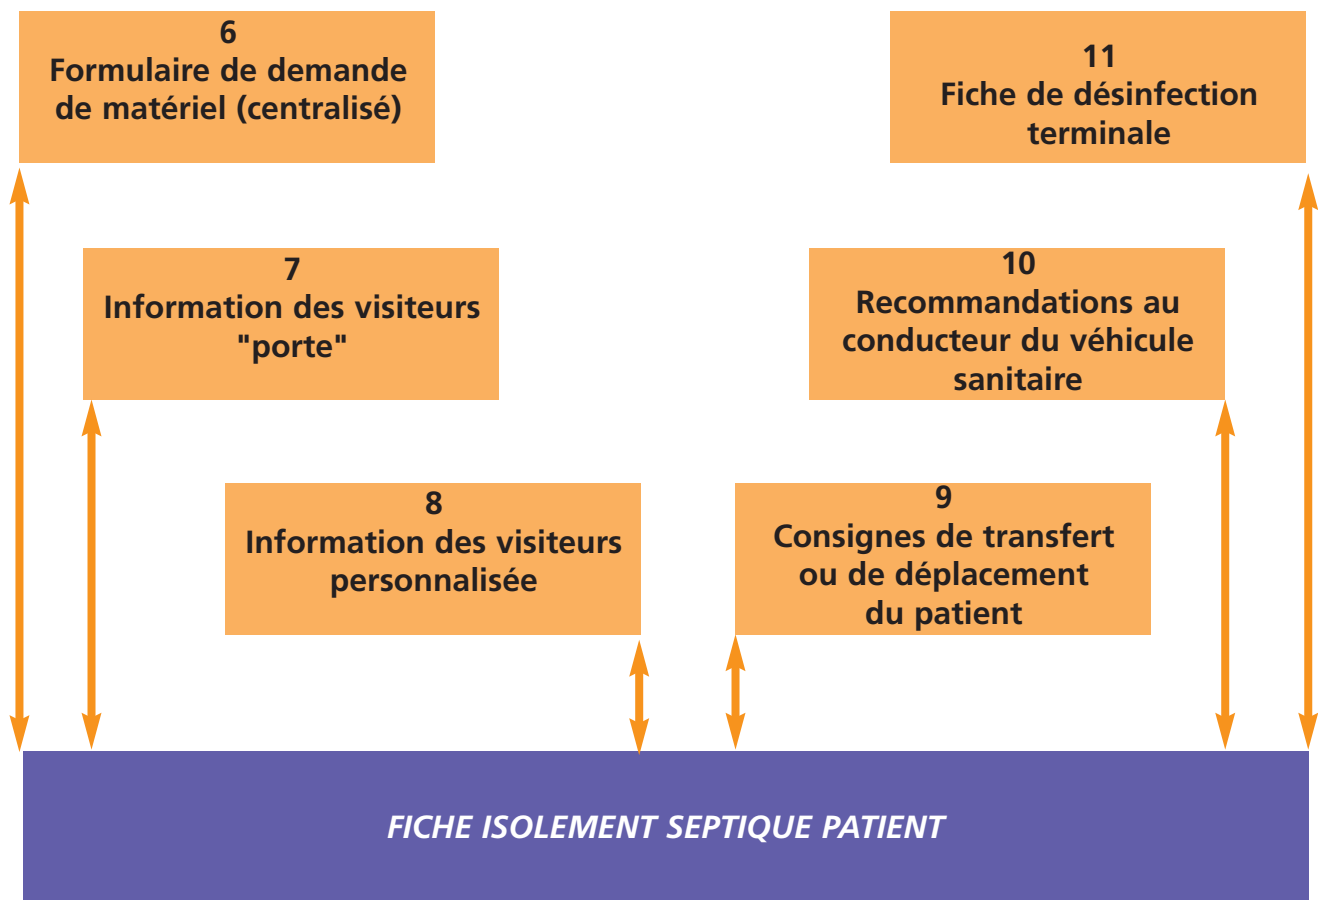 6
Formulaire de demande
de matériel (centralisé)
11
Fiche de désinfection
terminale
7
Information des visiteurs
"porte"
10
Recommandations au
conducteur du véhicule
sanitaire
8
Information des visiteurs
personnalisée
9
Consignes de transfert
ou de déplacement
du patient
FICHE ISOLEMENT SEPTIQUE PATIENT